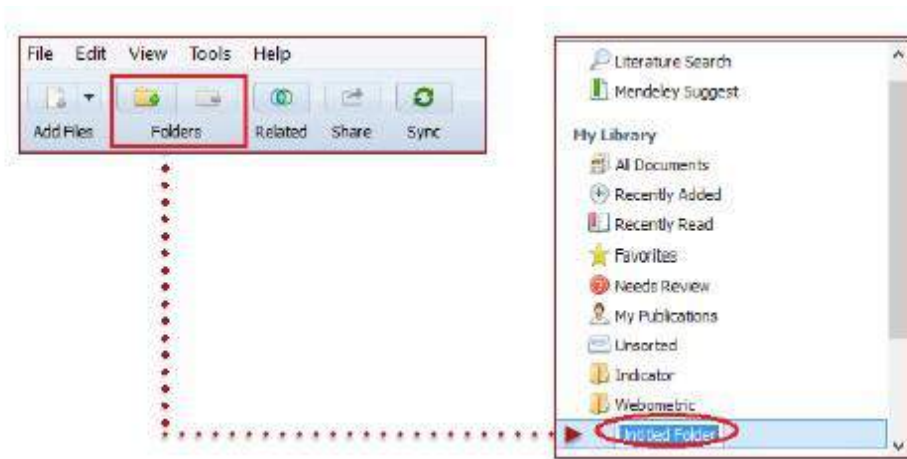 File Edit View Tools Help
Add Files Folders Related Share Sync
Literature Search
Mendeley Suggest
My Library
All Documents
Recently Added
Recently Read
Favorites
Needs Review
My Publications
Unsorted
Indicator
Webometric
Untitled Folder